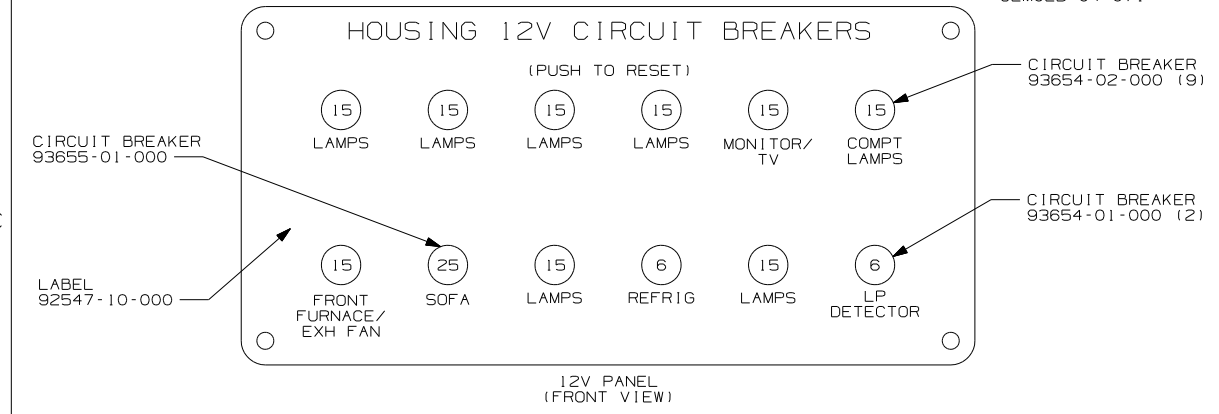 HOUSING 12V CIRCUIT BREAKERS
(PUSH TO RESET)
15 15 15 15 15 15
LAMPS LAMPS LAMPS LAMPS MONITOR/ TV COMPT LAMPS
CIRCUIT BREAKER
93654-02-000 (9)
CIRCUIT BREAKER
93655-01-000
CIRCUIT BREAKER
93654-01-000 (2)
LABEL
92547-10-000
15 25 15 6 15 6
FRONT FURNACE/ EXH FAN SOFA LAMPS REFRIG LAMPS LP DETECTOR
12V PANEL
(FRONT VIEW)